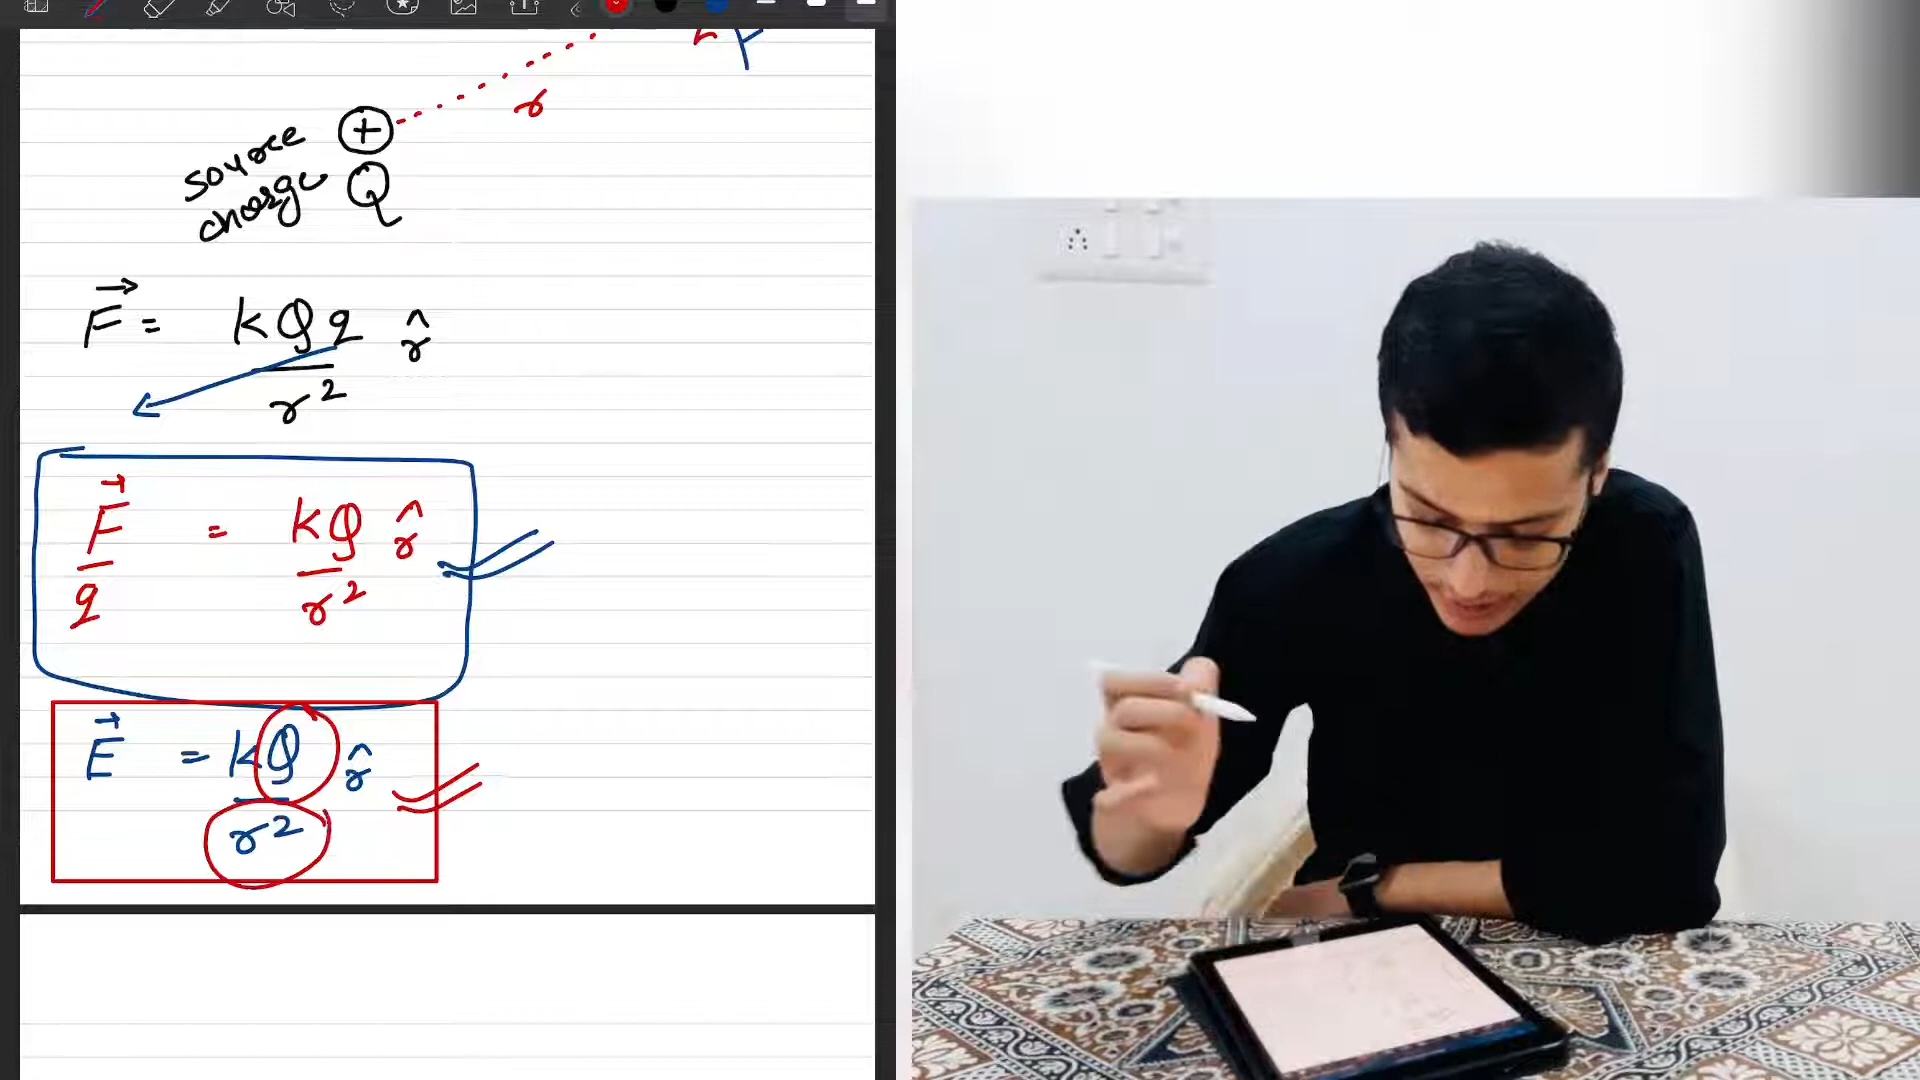 r
source
charge Q
+
F⃗ = kQq / r² r̂
F⃗ / q = kQ / r² r̂
E⃗ = kQ / r² r̂